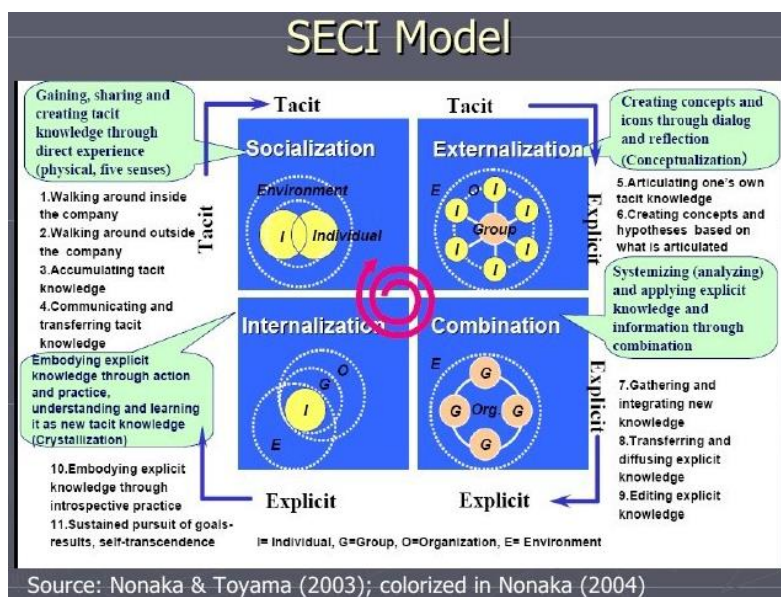 SECI Model
Gaining, sharing and
creating tacit
knowledge through
direct experience
(physical, five senses)
1.Walking around inside
the company
2.Walking around outside
the company
3.Accumulating tacit
knowledge
4.Communicating and
transferring tacit
knowledge
Embodying explicit
knowledge through action
and practice,
understanding and learning
it as new tacit knowledge
(Crystallization)
10.Embodying explicit
knowledge through
introspective practice
11.Sustained pursuit of goals-
results, self-transcendence
Tacit
Tacit
Tacit
Socialization
Environment
I
Individual
Externalization
E
O
I
I
I
I
I
I
Group
Internalization
O
G
I
E
Combination
E
G
G
Org.
G
G
Explicit
Explicit
Explicit
Explicit
Creating concepts and
icons through dialog
and reflection
(Conceptualization)
5.Articulating one's own
tacit knowledge
6.Creating concepts and
hypotheses based on
what is articulated
Systemizing (analyzing)
and applying explicit
knowledge and
information through
combination
7.Gathering and
integrating new
knowledge
8.Transferring and
diffusing explicit
knowledge
9.Editing explicit
knowledge
I= Individual, G=Group, O=Organization, E= Environment
Source: Nonaka & Toyama (2003); colorized in Nonaka (2004)